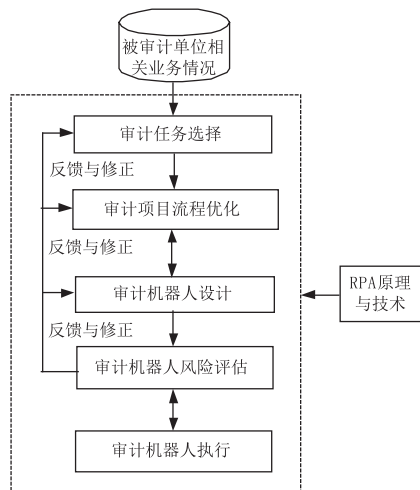 被审计单位相
关业务情况
审计任务选择
反馈与修正
审计项目流程优化
反馈与修正
审计机器人设计
RPA原理
与技术
反馈与修正
审计机器人风险评估
审计机器人执行